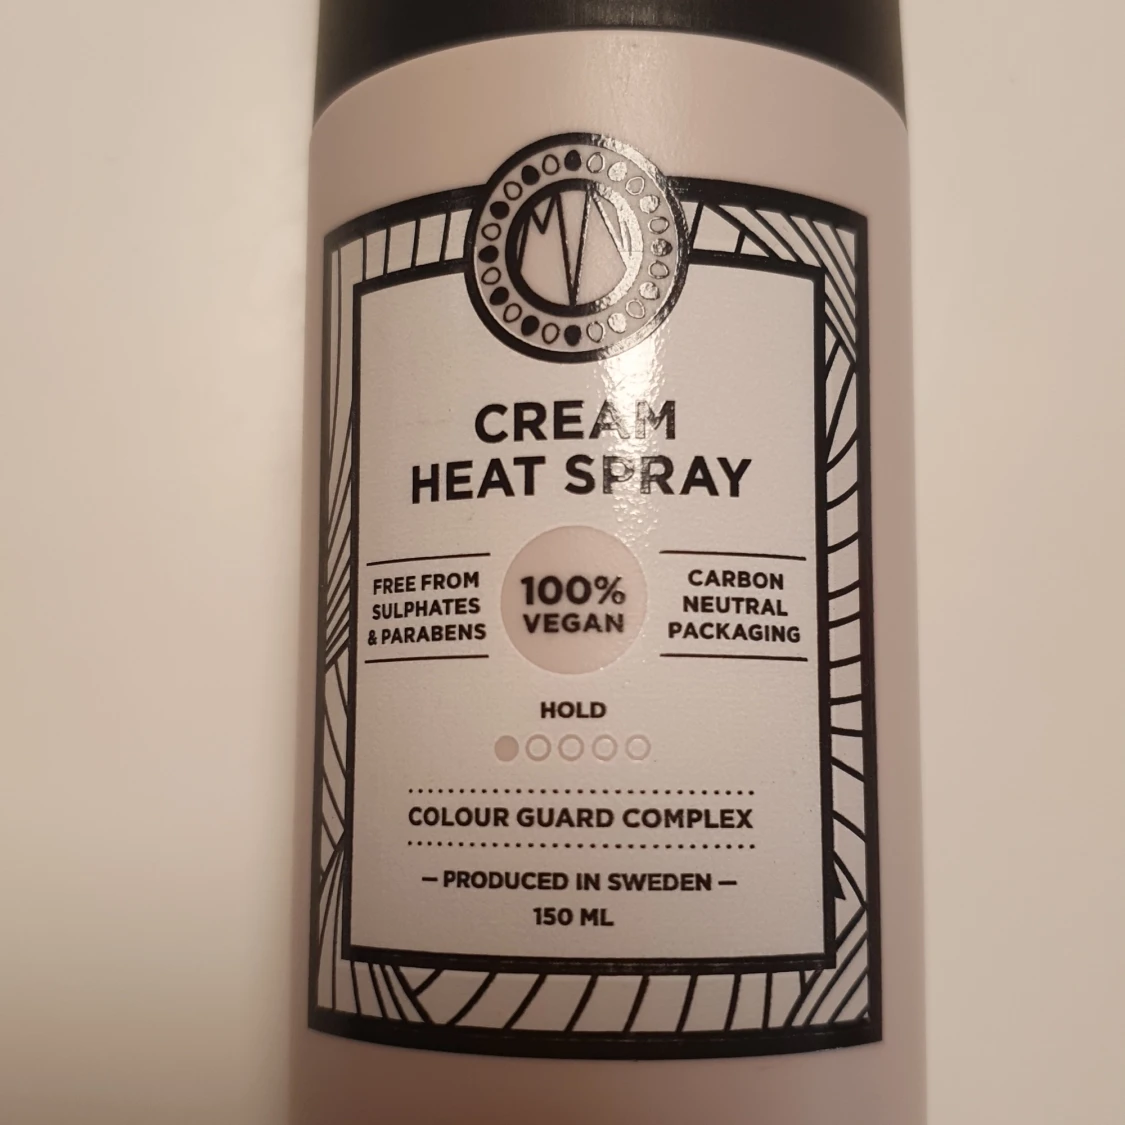 CREAM
HEAT SPRAY
FREE FROM
SULPHATES
& PARABENS
100%
VEGAN
CARBON
NEUTRAL
PACKAGING
HOLD
COLOUR GUARD COMPLEX
– PRODUCED IN SWEDEN –
150 ML